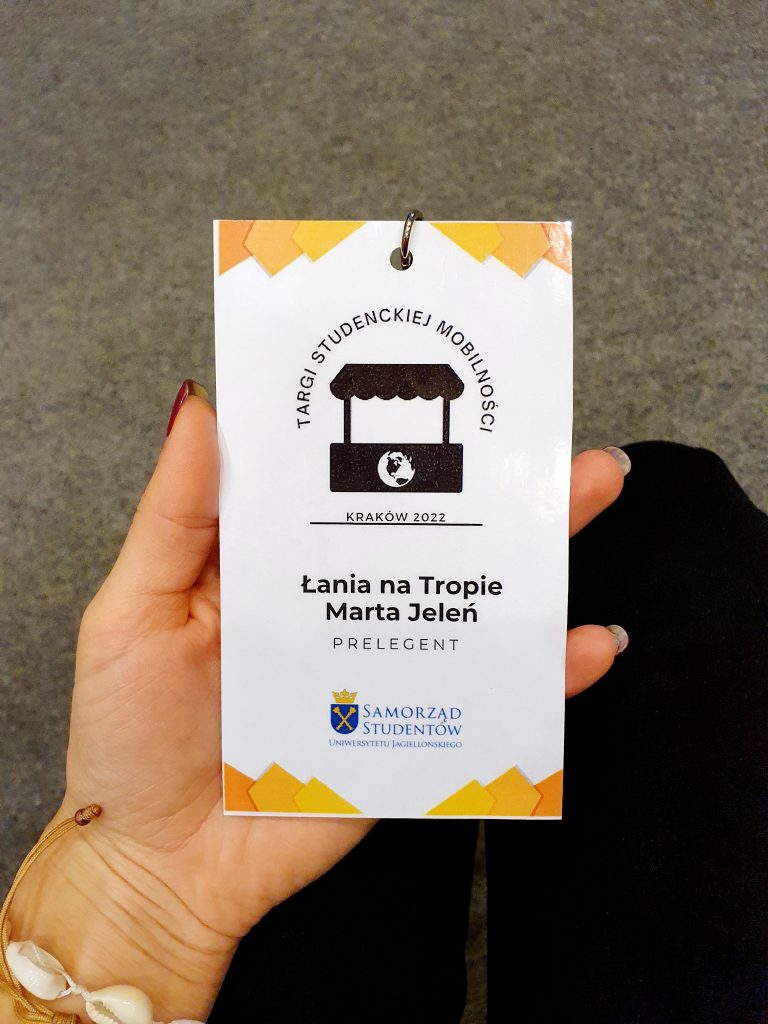 TARGI STUDENCKIEJ MOBILNOŚCI
KRAKÓW 2022
Łania na Tropie
Marta Jeleń
PRELEGENT
SAMORZĄD
STUDENTÓW
UNIWERSYTETU JAGIELLOŃSKIEGO